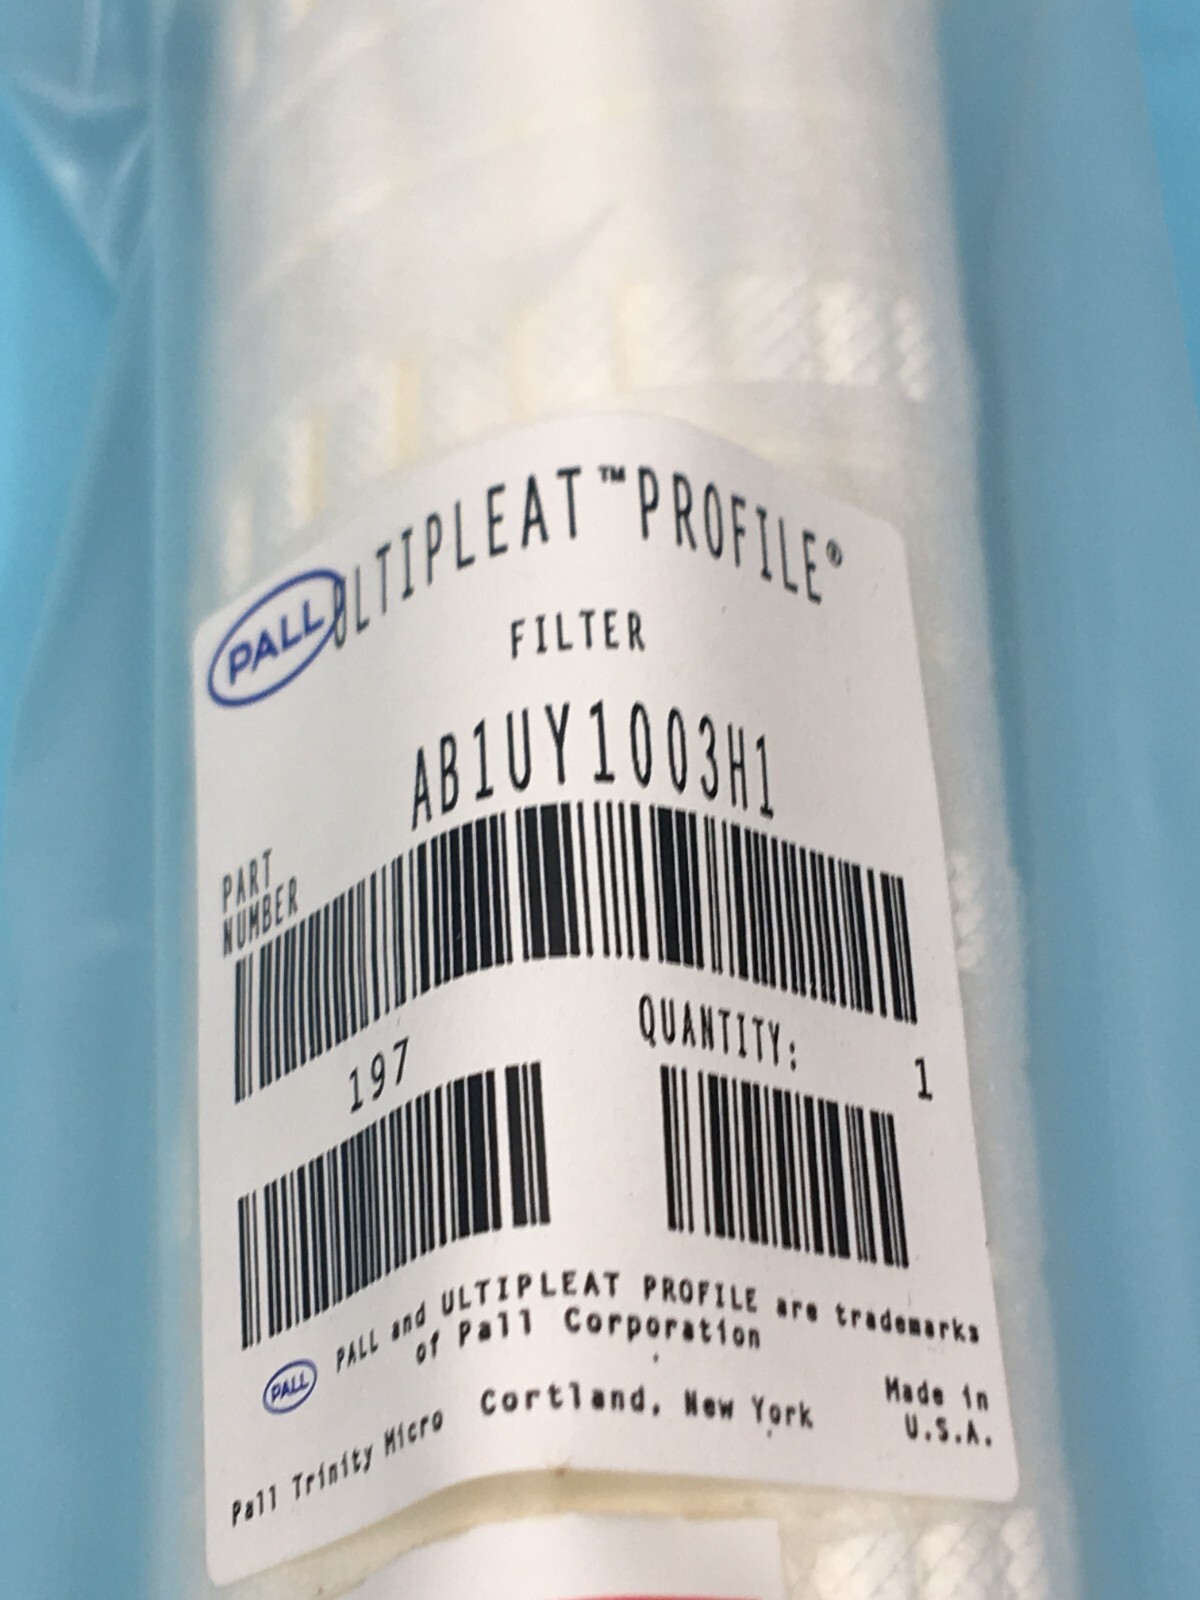 PALL
ULTIPLEAT™ PROFILE®
FILTER
AB1UY1003H1
PART
NUMBER
197
QUANTITY: 1
PALL
PALL and ULTIPLEAT PROFILE are trademarks
of Pall Corporation
Pall Trinity Micro Cortland, New York
Made in
U.S.A.